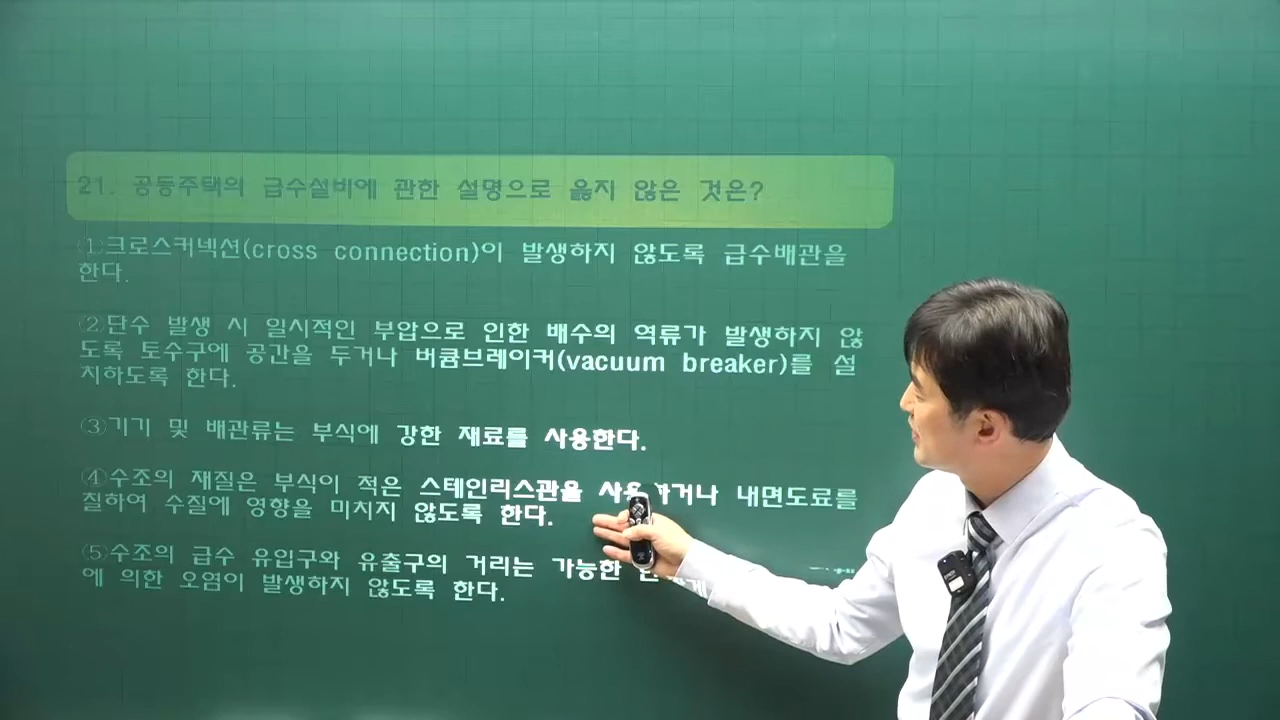 21. 공동주택의 급수설비에 관한 설명으로 옳지 않은 것은?
①크로스커넥션(cross connection)이 발생하지 않도록 급수배관을
한다.
②단수 발생 시 일시적인 부압으로 인한 배수의 역류가 발생하지 않
도록 토수구에 공간을 두거나 버큠브레이커(vacuum breaker)를 설
치하도록 한다.
③기기 및 배관류는 부식에 강한 재료를 사용한다.
④수조의 재질은 부식이 적은 스테인리스관을 사용하거나 내면도료를
칠하여 수질에 영향을 미치지 않도록 한다.
⑤수조의 급수 유입구와 유출구의 거리는 가능한
에 의한 오염이 발생하지 않도록 한다.